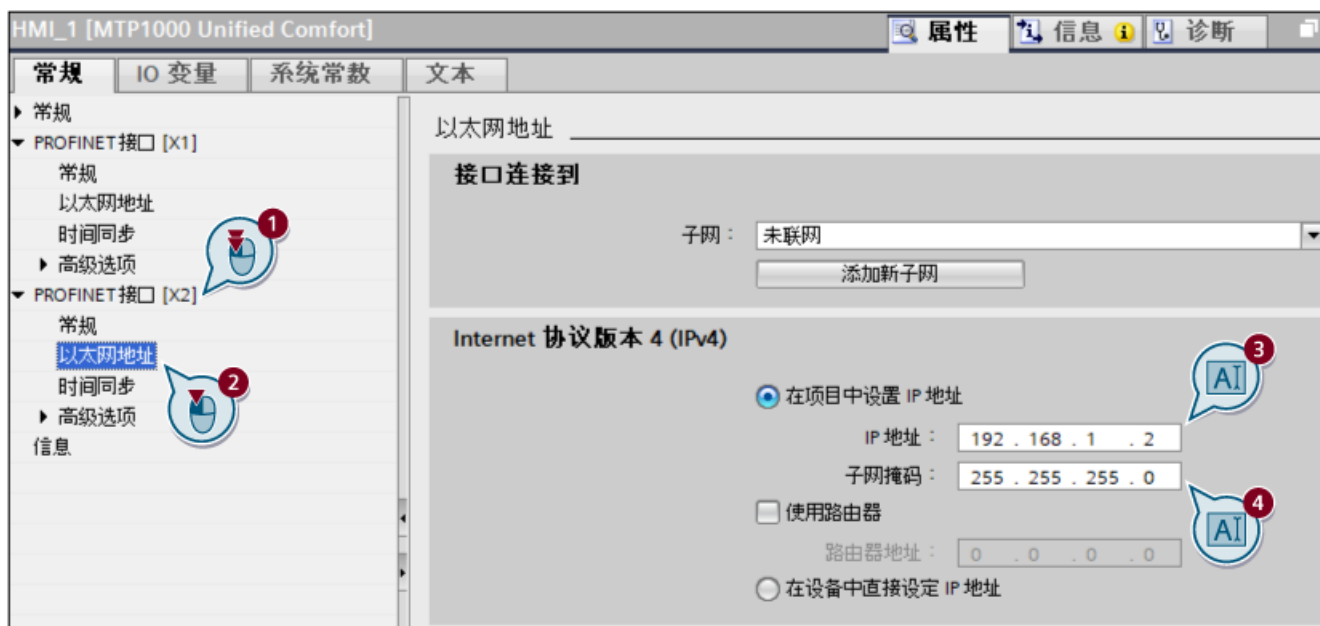 HMI_1 [MTP1000 Unified Comfort]
属性 信息 诊断
常规 IO 变量 系统常数 文本
常规
PROFINET接口 [X1]
常规
以太网地址
时间同步
高级选项
PROFINET接口 [X2]
常规
以太网地址
时间同步
高级选项
信息
1
2
以太网地址
接口连接到
子网： 未联网
添加新子网
Internet 协议版本 4 (IPv4)
3
在项目中设置 IP 地址
IP 地址： 192 . 168 . 1 . 2
子网掩码： 255 . 255 . 255 . 0
4
使用路由器
路由器地址： 0 . 0 . 0 . 0
在设备中直接设定 IP 地址